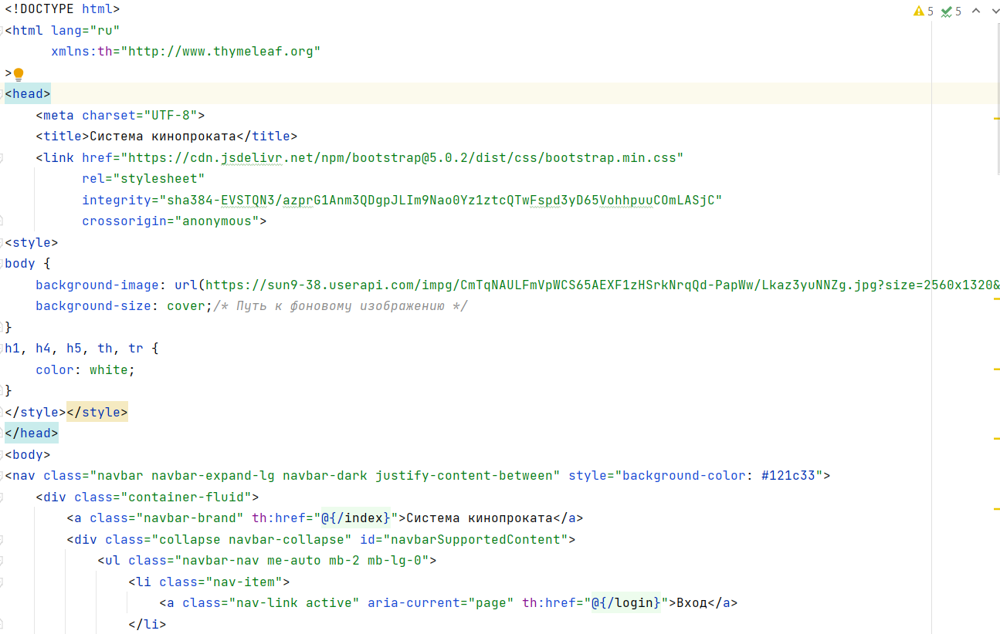 <!DOCTYPE html>
5 5
<html lang="ru"
xmlns:th="http://www.thymeleaf.org"
>
<head>
<meta charset="UTF-8">
<title>Система кинопроката</title>
<link href="https://cdn.jsdelivr.net/npm/bootstrap@5.0.2/dist/css/bootstrap.min.css"
rel="stylesheet"
integrity="sha384-EVSTQN3/azprG1Anm3QDgpJLIm9Nao0Yz1ztcQTwFspd3yD65VohhpuuCOmLASjC"
crossorigin="anonymous">
<style>
body {
background-image: url(https://sun9-38.userapi.com/impg/CmTqNAULFmVpWCS65AEXF1zHSrkNrqQd-PapWw/Lkaz3yuNNZg.jpg?size=2560x1320&
background-size: cover;/* Путь к фоновому изображению */
}
h1, h4, h5, th, tr {
color: white;
}
</style></style>
</head>
<body>
<nav class="navbar navbar-expand-lg navbar-dark justify-content-between" style="background-color: #121c33">
<div class="container-fluid">
<a class="navbar-brand" th:href="@{/index}">Система кинопроката</a>
<div class="collapse navbar-collapse" id="navbarSupportedContent">
<ul class="navbar-nav me-auto mb-2 mb-lg-0">
<li class="nav-item">
<a class="nav-link active" aria-current="page" th:href="@{/login}">Вход</a>
</li>